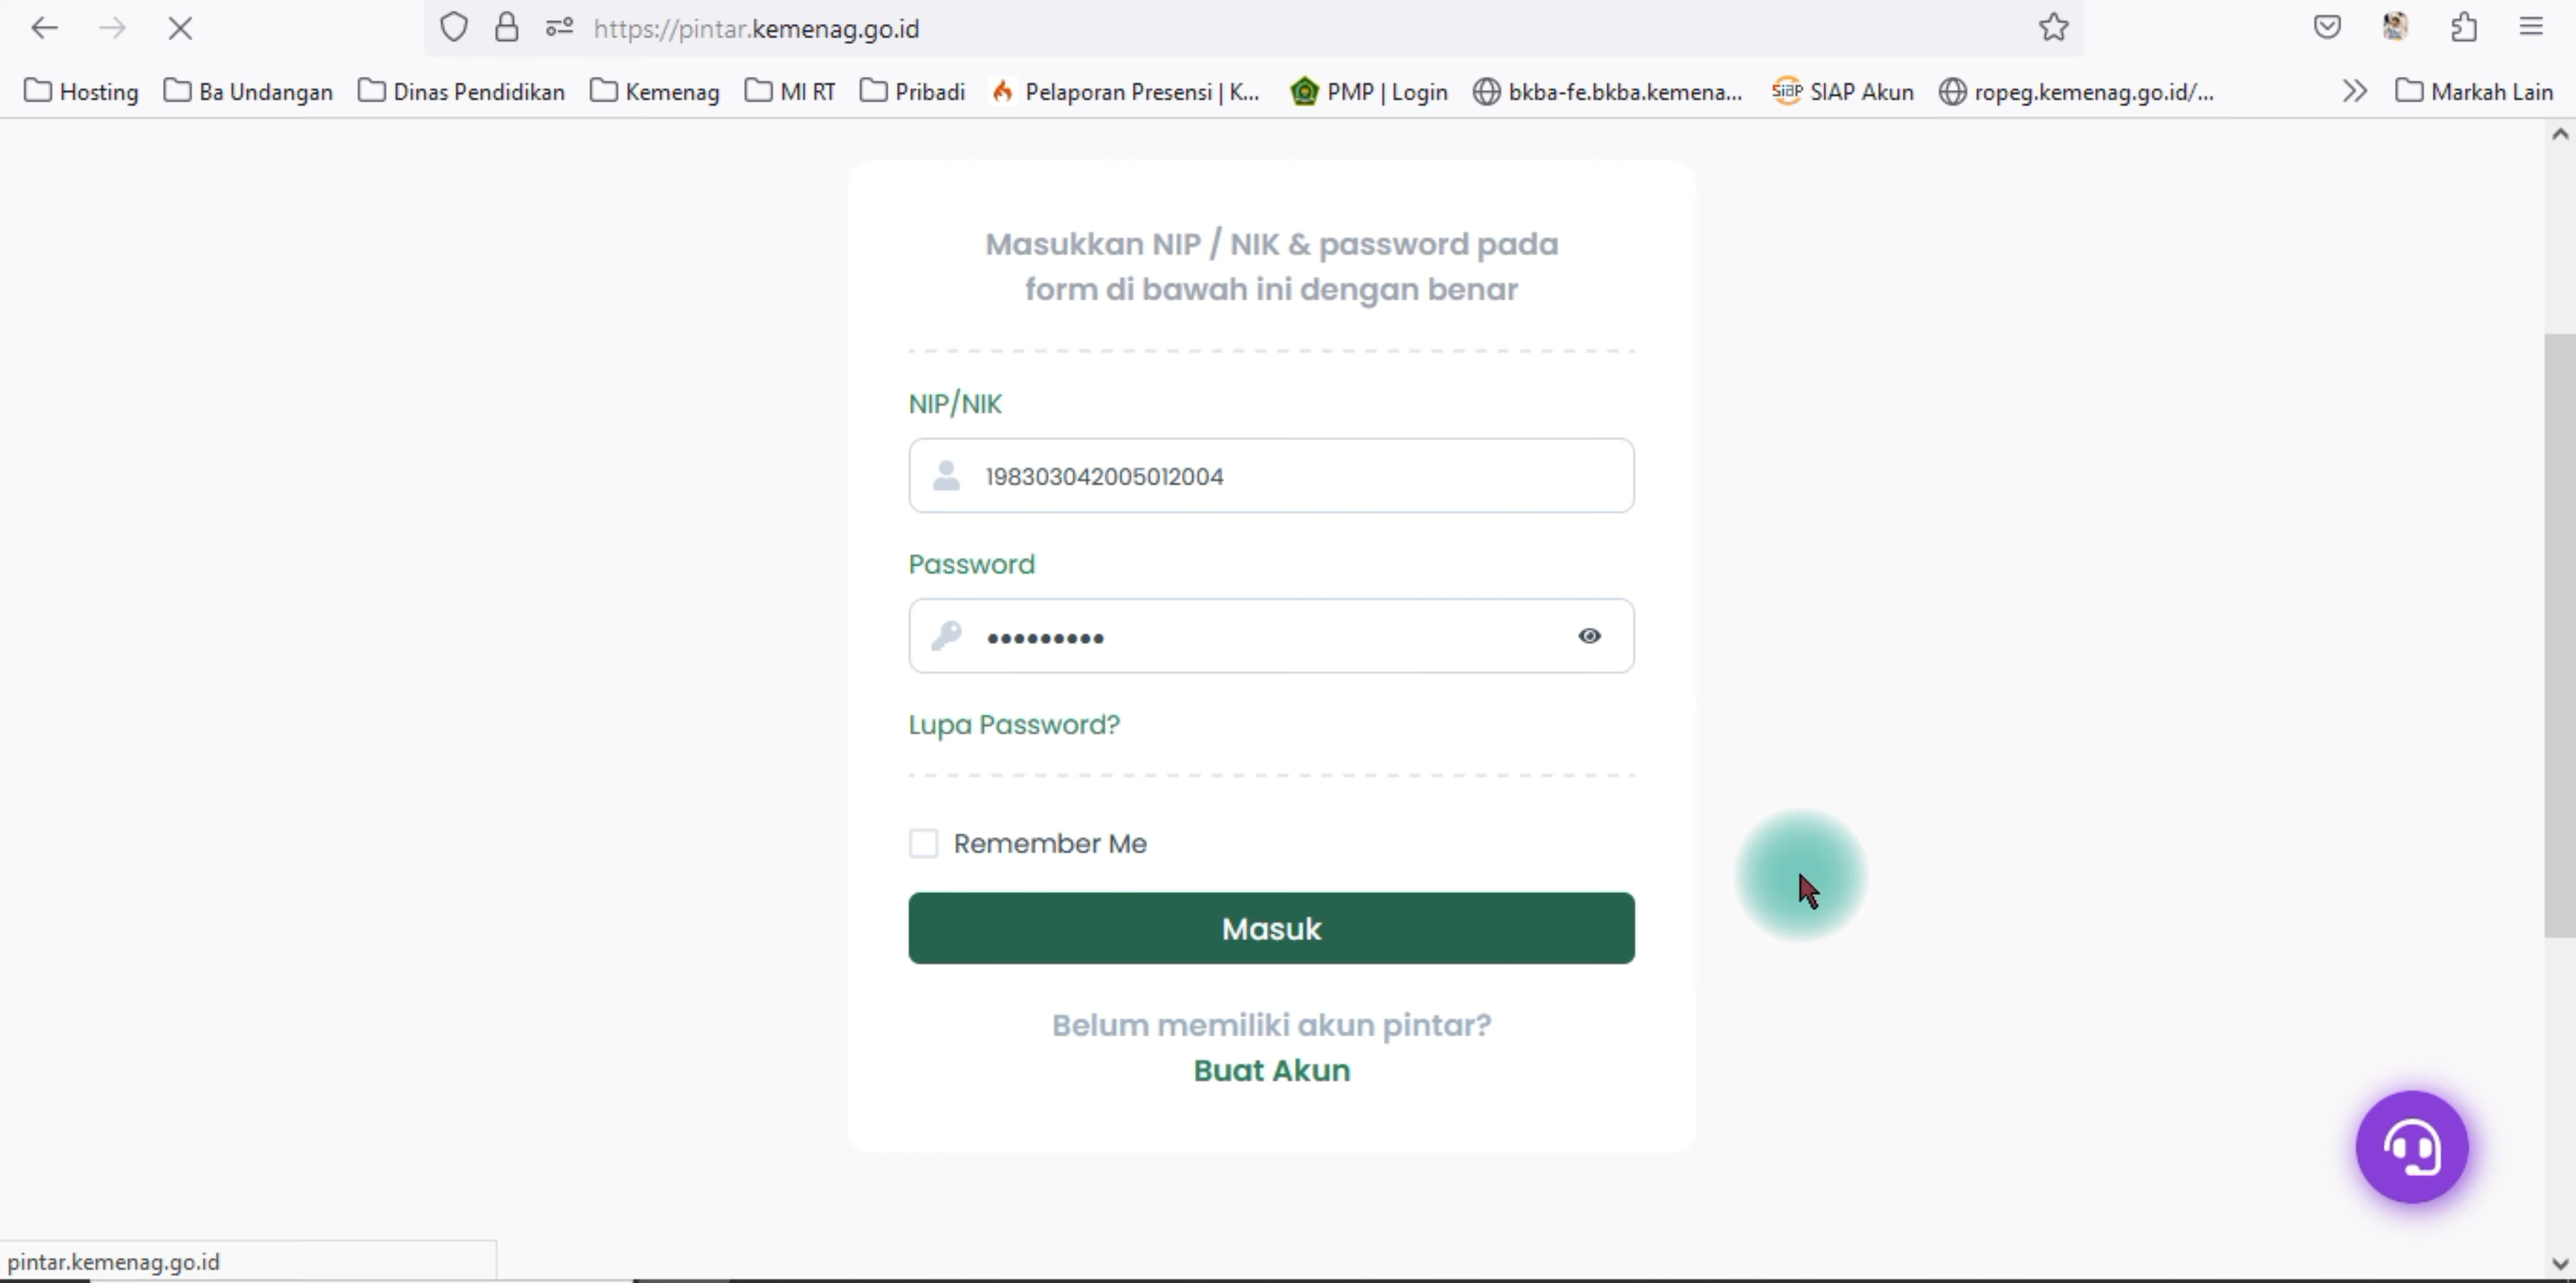 https://pintar.kemenag.go.id
Hosting Ba Undangan Dinas Pendidikan Kemenag MI RT Pribadi Pelaporan Presensi | K... PMP | Login bkba-fe.bkba.kemena... SIAP SIAP Akun ropeg.kemenag.go.id/... Markah Lain
Masukkan NIP / NIK & password pada
form di bawah ini dengan benar
NIP/NIK
198303042005012004
Password
•••••••••
Lupa Password?
Remember Me
Masuk
Belum memiliki akun pintar?
Buat Akun
pintar.kemenag.go.id